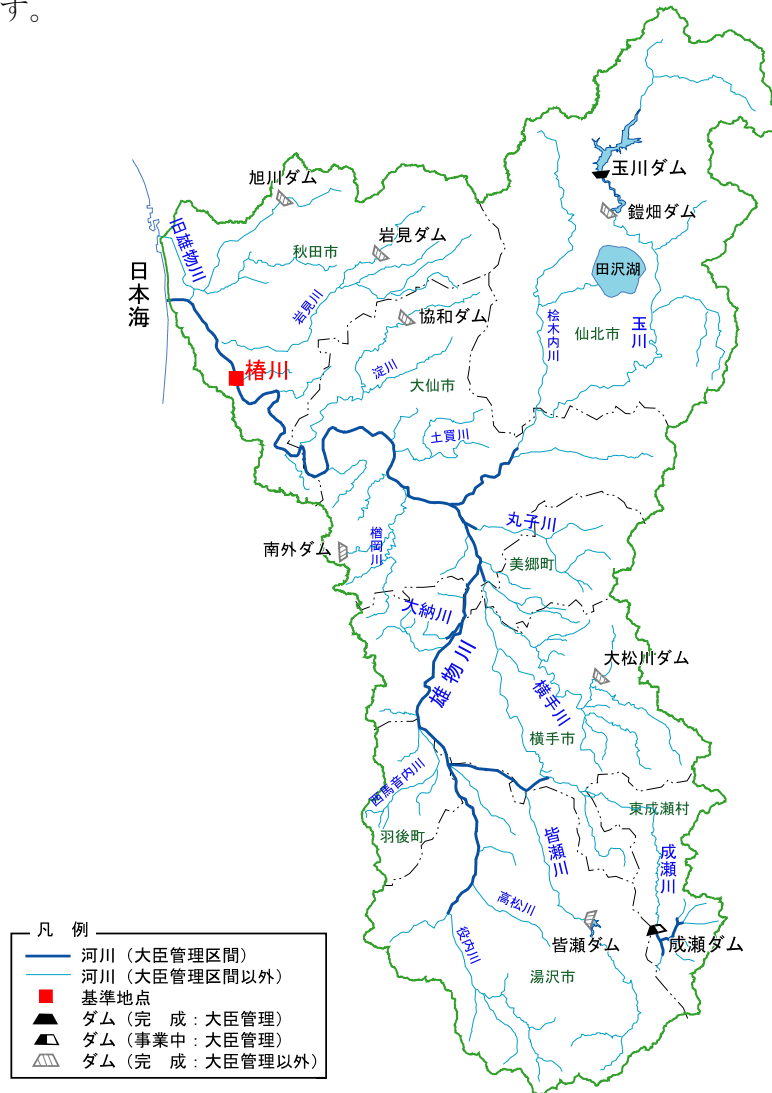 す。
玉川ダム
旭川ダム
鎧畑ダム
旧雄物川
岩見ダム
秋田市
田沢湖
日本海
岩見川
協和ダム
桧木内川
玉川
仙北市
椿川
淀川
大仙市
土買川
丸子川
楢岡川
南外ダム
美郷町
大納川
雄物川
大松川ダム
横手川
横手市
西馬音内川
東成瀬村
羽後町
皆瀬川
成瀬川
高松川
役内川
皆瀬ダム
成瀬ダム
湯沢市
凡 例
河川（大臣管理区間）
河川（大臣管理区間以外）
基準地点
ダム（完 成：大臣管理）
ダム（事業中：大臣管理）
ダム（完 成：大臣管理以外）